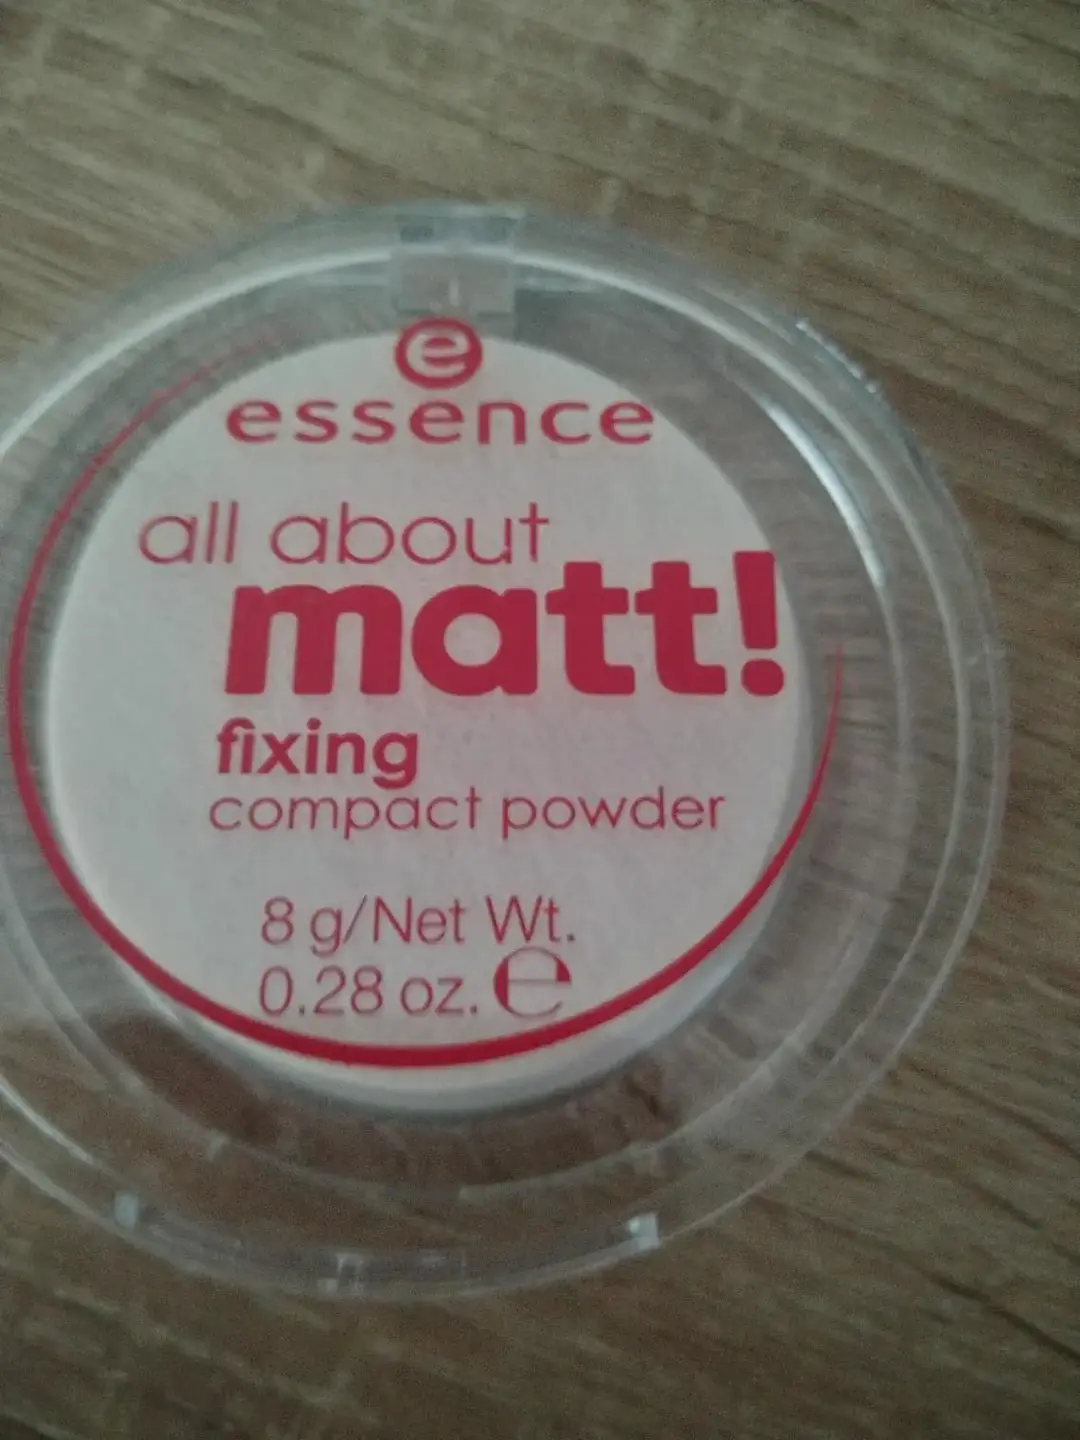 e
essence
all about
matt!
fixing
compact powder
8 g/Net Wt.
0.28 oz. ℮